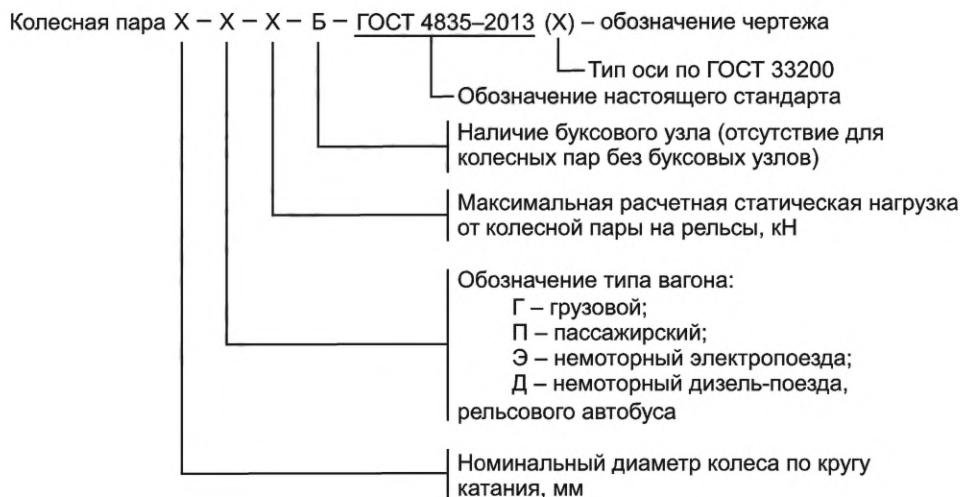 Колесная пара Х – Х – Х – Б – ГОСТ 4835–2013 (Х) – обозначение чертежа
Тип оси по ГОСТ 33200
Обозначение настоящего стандарта
Наличие буксового узла (отсутствие для
колесных пар без буксовых узлов)
Максимальная расчетная статическая нагрузка
от колесной пары на рельсы, кН
Обозначение типа вагона:
Г – грузовой;
П – пассажирский;
Э – немоторный электропоезда;
Д – немоторный дизель-поезда,
рельсового автобуса
Номинальный диаметр колеса по кругу
катания, мм